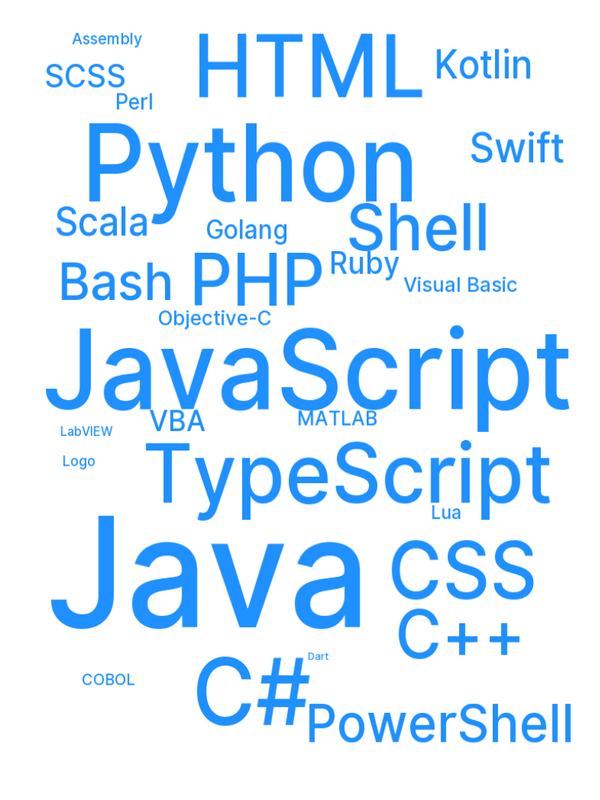 Assembly
HTML
Kotlin
SCSS
Perl
Python
Swift
Scala
Golang
Shell
Bash
PHP
Ruby
Visual Basic
Objective-C
JavaScript
VBA
MATLAB
LabVIEW
Logo
TypeScript
Lua
Java
CSS
C++
C#
Dart
COBOL
PowerShell